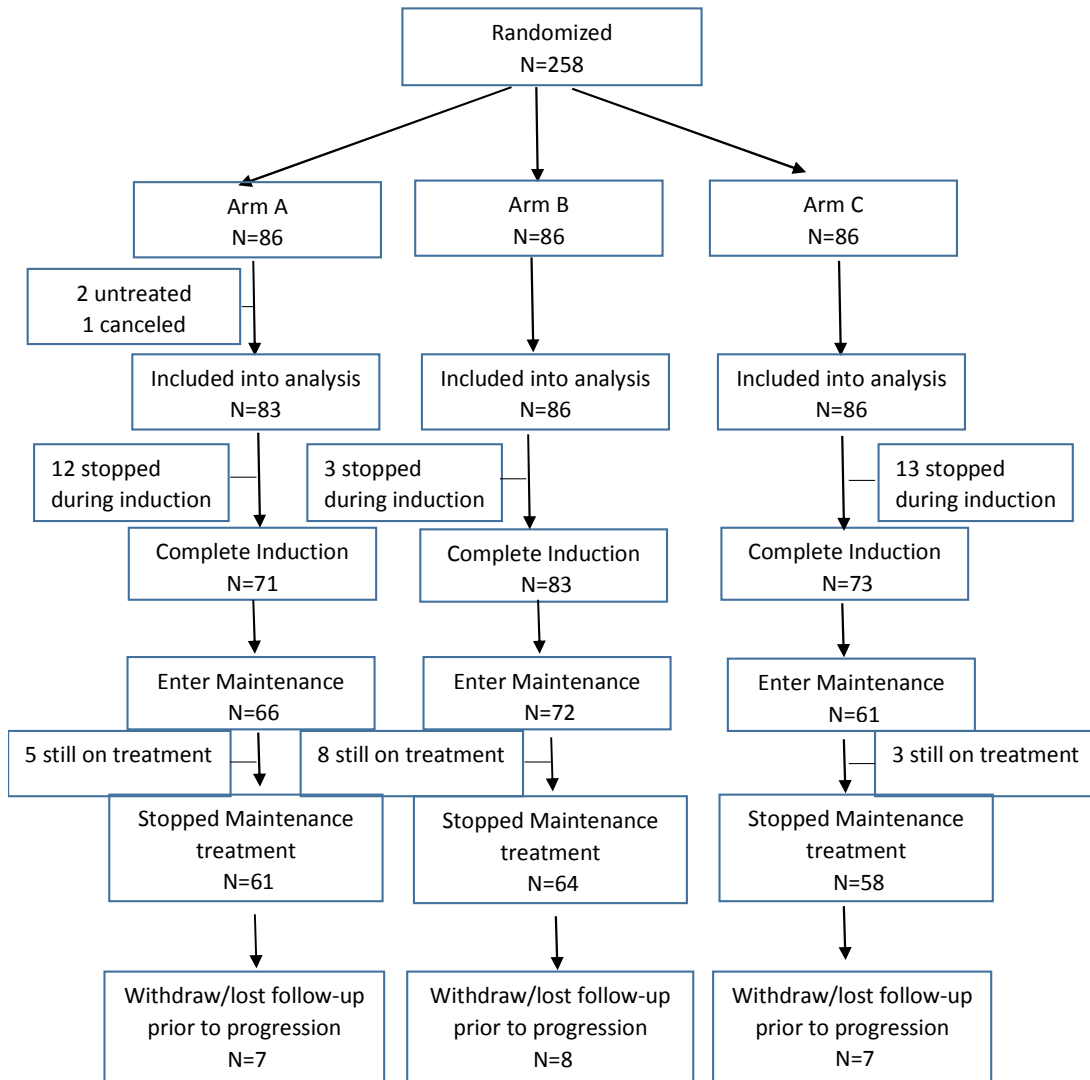 Randomized
N=258
Arm A
N=86
Arm B
N=86
Arm C
N=86
2 untreated
1 canceled
Included into analysis
N=83
Included into analysis
N=86
Included into analysis
N=86
12 stopped
during induction
3 stopped
during induction
13 stopped
during induction
Complete Induction
N=71
Complete Induction
N=83
Complete Induction
N=73
Enter Maintenance
N=66
Enter Maintenance
N=72
Enter Maintenance
N=61
5 still on treatment
8 still on treatment
3 still on treatment
Stopped Maintenance
treatment
N=61
Stopped Maintenance
treatment
N=64
Stopped Maintenance
treatment
N=58
Withdraw/lost follow-up
prior to progression
N=7
Withdraw/lost follow-up
prior to progression
N=8
Withdraw/lost follow-up
prior to progression
N=7